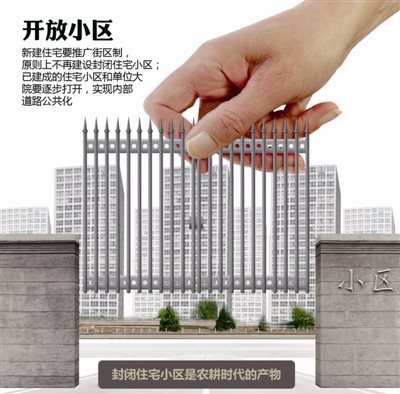 开放小区
新建住宅要推广街区制，
原则上不再建设封闭住宅小区；
已建成的住宅小区和单位大
院要逐步打开，实现内部
道路公共化
小区
封闭住宅小区是农耕时代的产物